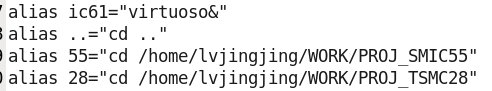 alias ic61="virtuoso&"
alias ..="cd .."
alias 55="cd /home/lvjingjing/WORK/PROJ_SMIC55"
alias 28="cd /home/lvjingjing/WORK/PROJ_TSMC28"